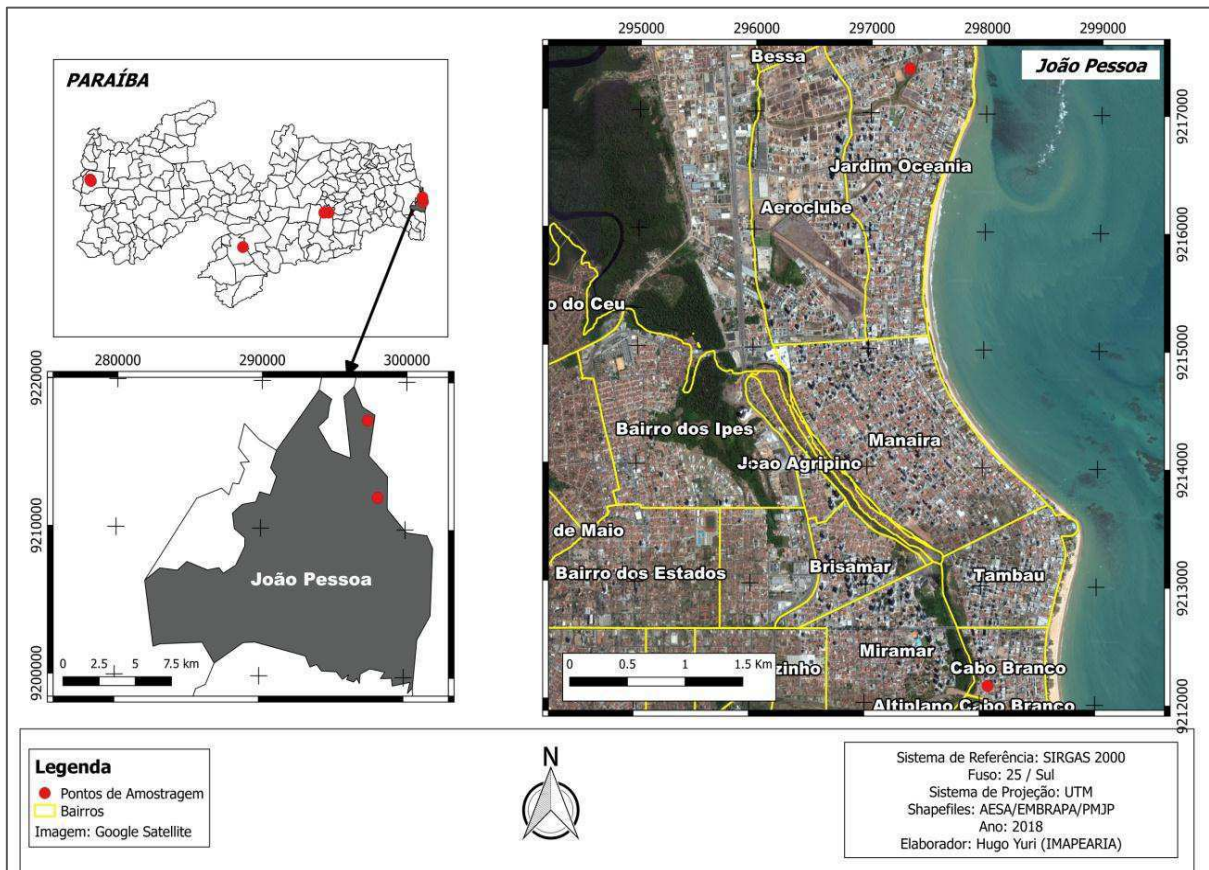 PARAÍBA
280000 290000 300000
9220000
9210000
9200000
João Pessoa
0 2.5 5 7.5 km
295000 296000 297000 298000 299000
João Pessoa
9217000
9216000
9215000
9214000
9213000
9212000
Bessa
Jardim Oceania
Aeroclube
o do Ceu
Manaira
Bairro dos Ipes
Joao Agripino
de Maio
Bairro dos Estados
Brisamar
Tambau
Miramar
zinho
Cabo Branco
Altiplano Cabo Branco
0 0.5 1 1.5 Km
Legenda
Pontos de Amostragem
Bairros
Imagem: Google Satellite
N
Sistema de Referência: SIRGAS 2000
Fuso: 25 / Sul
Sistema de Projeção: UTM
Shapefiles: AESA/EMBRAPA/PMJP
Ano: 2018
Elaborador: Hugo Yuri (IMAPEARIA)